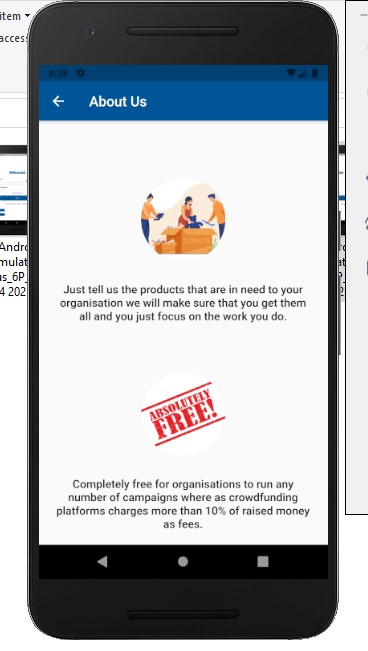 item
access
8:38
About Us
DONATE
Just tell us the products that are in need to your
organisation we will make sure that you get them
all and you just focus on the work you do.
ABSOLUTELY
FREE!
Completely free for organisations to run any
number of campaigns where as crowdfunding
platforms charges more than 10% of raised money
as fees.
Andro
mulat
us_6P_
4 202